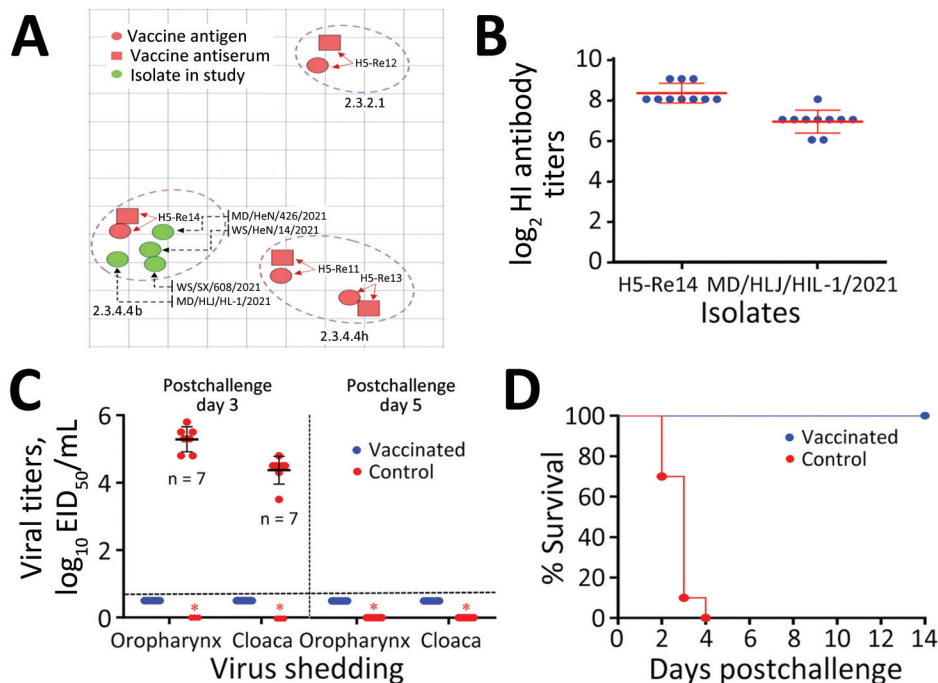 A
Vaccine antigen
Vaccine antiserum
Isolate in study
H5-Re12
2.3.2.1
H5-Re14
MD/HeN/426/2021
WS/HeN/14/2021
H5-Re11
H5-Re13
WS/SX/608/2021
MD/HLJ/HL-1/2021
2.3.4.4b
2.3.4.4h
B
log2 HI antibody
titers
10
8
6
4
2
0
H5-Re14 MD/HLJ/HIL-1/2021
Isolates
C
Postchallenge
day 3
Postchallenge
day 5
Viral titers,
log10 EID50/mL
6
4
2
0
Vaccinated
Control
n = 7
n = 7
*
*
*
*
Oropharynx Cloaca Oropharynx Cloaca
Virus shedding
D
% Survival
100
80
60
40
20
0
Vaccinated
Control
0 2 4 6 8 10 12 14
Days postchallenge